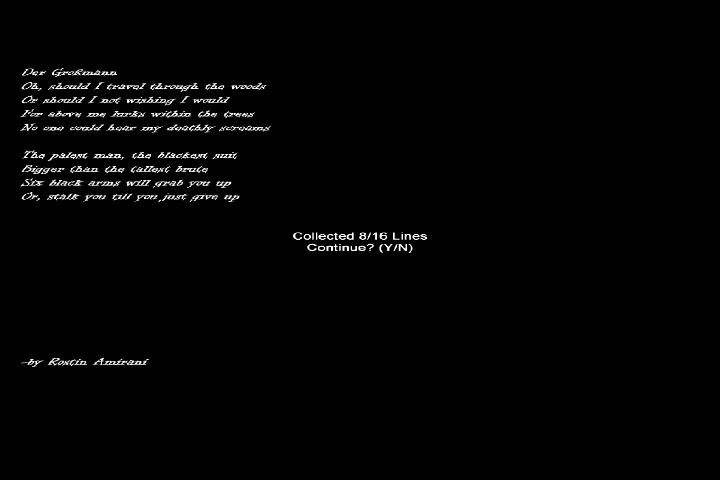 Der Großmann
Oh, should I travel through the woods
Or should I not wishing I would
For above me lurks within the trees
No one could hear my deathly screams
The palest man, the blackest suit
Bigger than the tallest brute
Six black arms will grab you up
Or, stalk you till you just give up
Collected 8/16 Lines
Continue? (Y/N)
-by Rostin Amirani